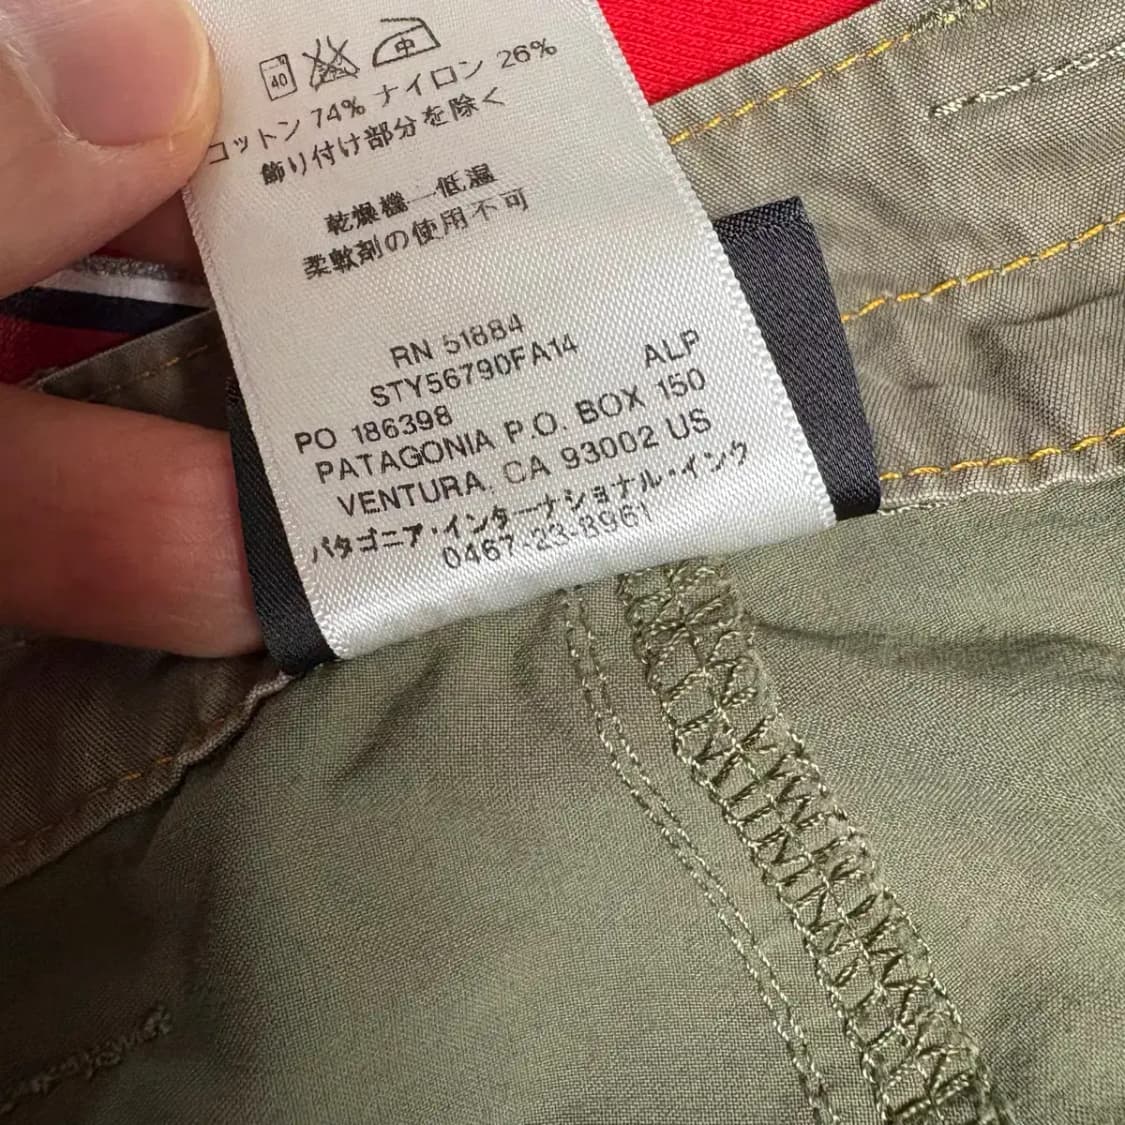 40 中
コットン 74% ナイロン 26%
飾り付け部分を除く
乾燥機 低温
柔軟剤の使用不可
RN 51884
STY56790FA14 ALP
PO 186398
PATAGONIA P.O. BOX 150
VENTURA, CA 93002 US
パタゴニア・インターナショナル・インク
0467-23-8961